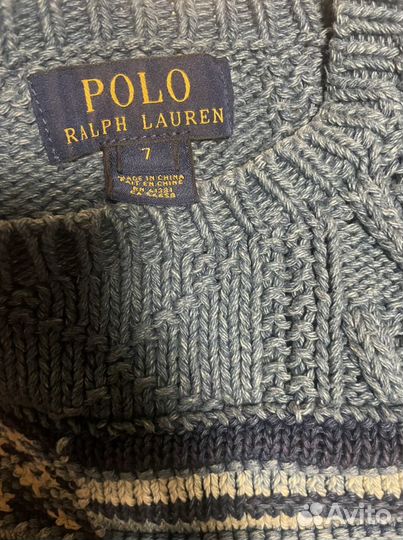 POLO
RALPH LAUREN
7
MADE IN CHINA
FAIT EN CHINE
Avito